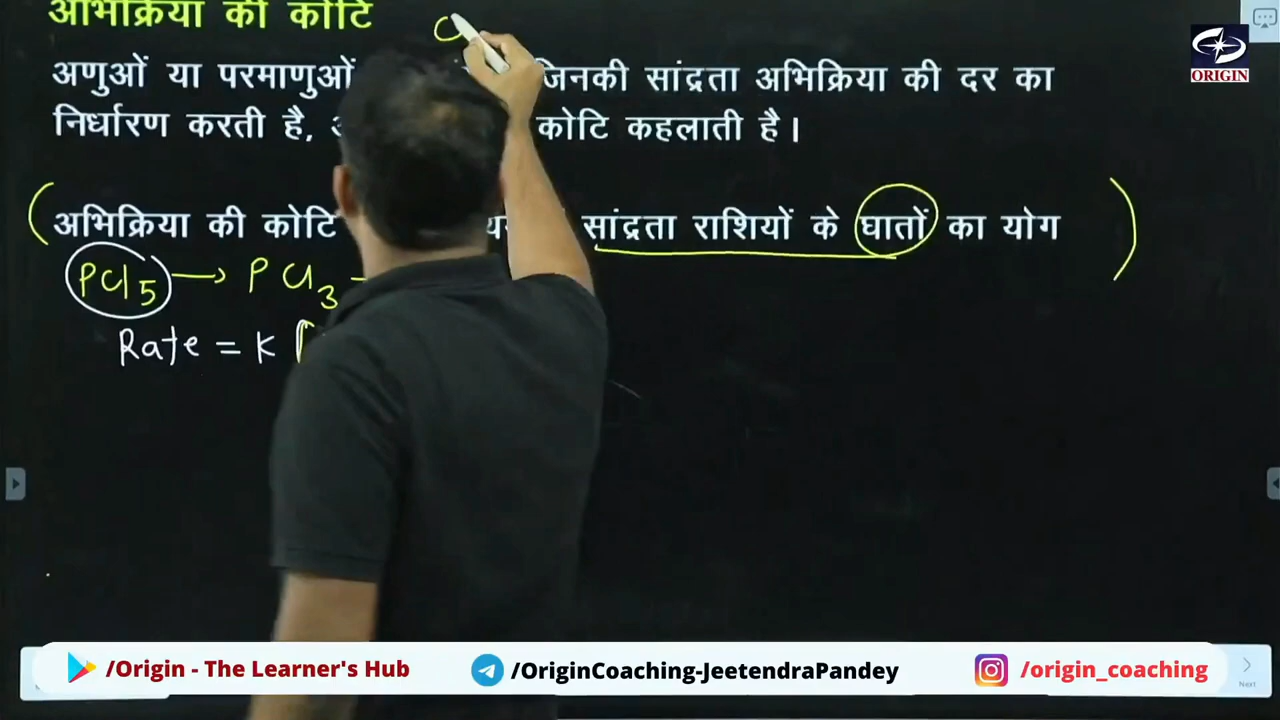 अभिक्रिया की कोटि
ORIGIN
अणुओं या परमाणुओं जिनकी सांद्रता अभिक्रिया की दर का
निर्धारण करती है, कोटि कहलाती है।
अभिक्रिया की कोटि सांद्रता राशियों के घातों का योग
PCl5 → PCl3
Rate = K [
/Origin - The Learner's Hub
/OriginCoaching-JeetendraPandey
/origin_coaching
Next